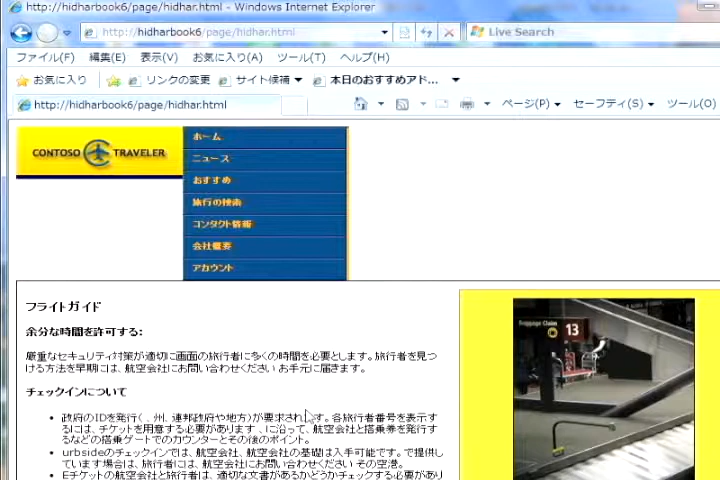 http://hidharbook6/page/hidhar.html - Windows Internet Explorer
http://hidharbook6/page/hidhar.html
Live Search
ファイル(F) 編集(E) 表示(V) お気に入り(A) ツール(T) ヘルプ(H)
お気に入り リンクの変更 サイト候補 本日のおすすめアド...
http://hidharbook6/page/hidhar.html
ページ(P) セーフティ(S) ツール(O)
CONTOSO TRAVELER
ホーム
ニュース
おすすめ
旅行の検索
コンタクト情報
会社概要
アカウント
フライトガイド
余分な時間を許可する:
厳重なセキュリティ対策が適切に画面の旅行者に多くの時間を必要とします。旅行者を見つ
ける方法を早期には、航空会社にお問い合わせください お手元に届きます。
チェックインについて
• 政府のIDを発行( , 州, 連邦政府や地方)が要求されます。各旅行者番号を表示す
るには、チケットを用意する必要があります 、に沿って、航空会社と搭乗券を発行す
るなどの搭乗ゲートでのカウンターとその後のポイント。
• urbsideのチェックインでは、航空会社、航空会社の基礎は入手可能です。で提供し
ています場合は、旅行者には、航空会社にお問い合わせください その空港。
• Eチケットの航空会社と旅行者は、適切な文書があるかどうかチェックする必要があり
Baggage Claim
13